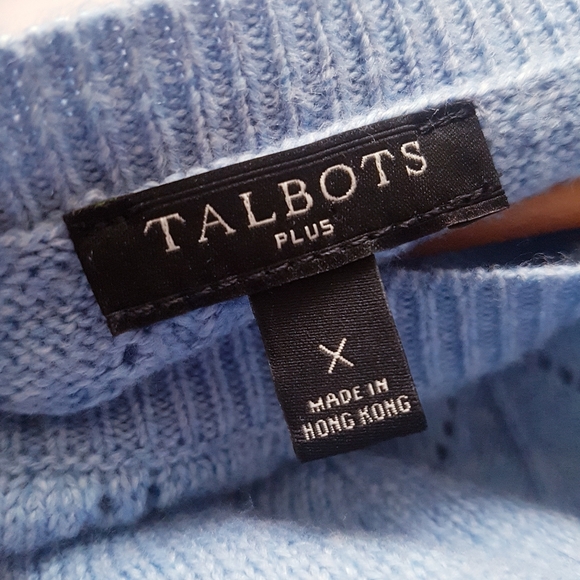 TALBOTS
PLUS
X
MADE IN
HONG KONG